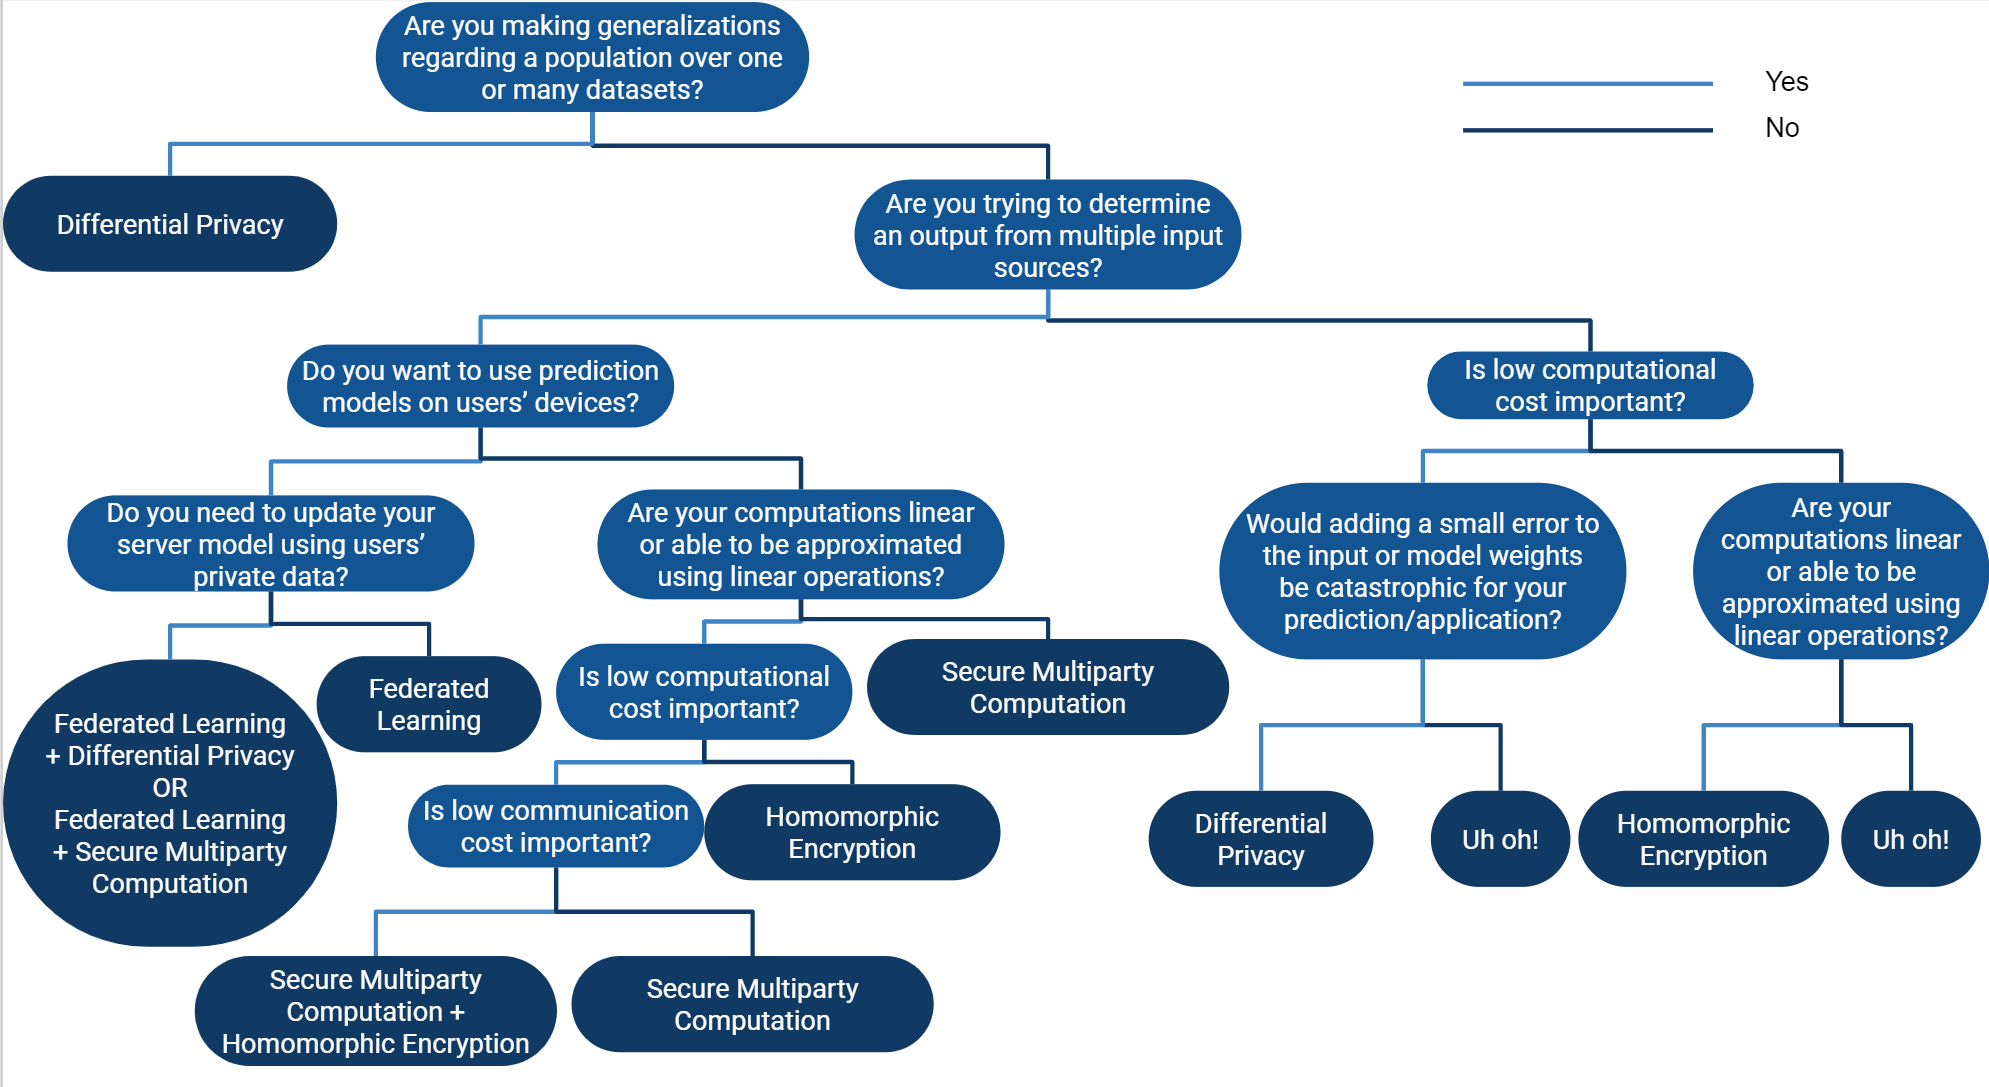 Are you making generalizations
regarding a population over one
or many datasets?
Yes
No
Differential Privacy
Are you trying to determine
an output from multiple input
sources?
Do you want to use prediction
models on users’ devices?
Is low computational
cost important?
Do you need to update your
server model using users’
private data?
Are your computations linear
or able to be approximated
using linear operations?
Would adding a small error to
the input or model weights
be catastrophic for your
prediction/application?
Are your
computations linear
or able to be
approximated using
linear operations?
Federated Learning
+ Differential Privacy
OR
Federated Learning
+ Secure Multiparty
Computation
Federated
Learning
Is low computational
cost important?
Secure Multiparty
Computation
Is low communication
cost important?
Homomorphic
Encryption
Differential
Privacy
Uh oh!
Homomorphic
Encryption
Uh oh!
Secure Multiparty
Computation +
Homomorphic Encryption
Secure Multiparty
Computation